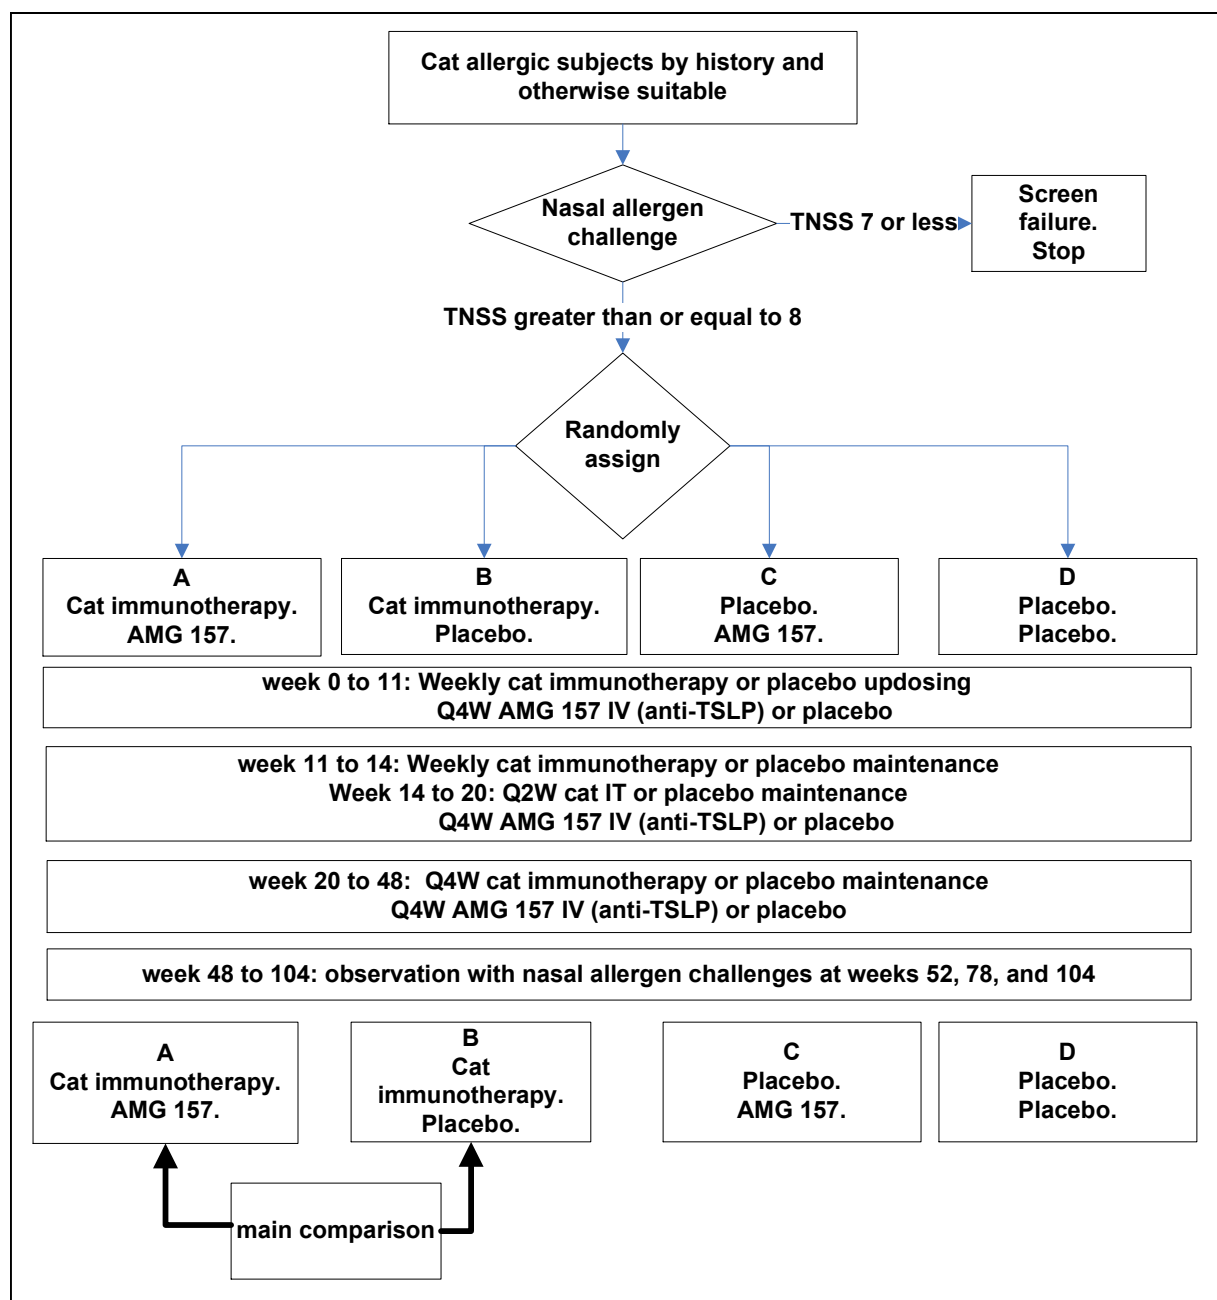 Cat allergic subjects by history and
otherwise suitable
Nasal allergen
challenge
TNSS 7 or less
Screen
failure.
Stop
TNSS greater than or equal to 8
Randomly
assign
A
Cat immunotherapy.
AMG 157.
B
Cat immunotherapy.
Placebo.
C
Placebo.
AMG 157.
D
Placebo.
Placebo.
week 0 to 11: Weekly cat immunotherapy or placebo updosing
Q4W AMG 157 IV (anti-TSLP) or placebo
week 11 to 14: Weekly cat immunotherapy or placebo maintenance
Week 14 to 20: Q2W cat IT or placebo maintenance
Q4W AMG 157 IV (anti-TSLP) or placebo
week 20 to 48: Q4W cat immunotherapy or placebo maintenance
Q4W AMG 157 IV (anti-TSLP) or placebo
week 48 to 104: observation with nasal allergen challenges at weeks 52, 78, and 104
A
Cat immunotherapy.
AMG 157.
B
Cat
immunotherapy.
Placebo.
C
Placebo.
AMG 157.
D
Placebo.
Placebo.
main comparison